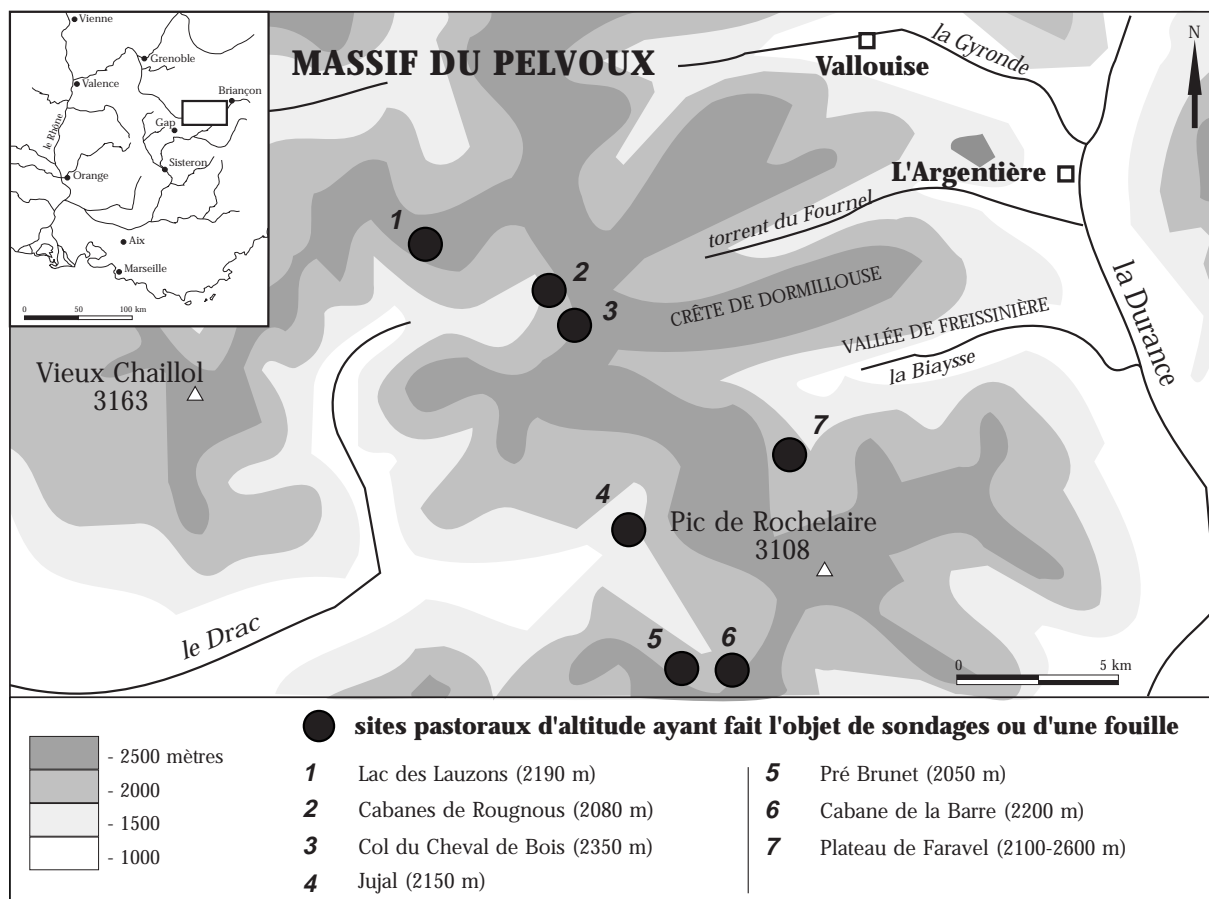 MASSIF DU PELVOUX
Vienne
Grenoble
Valence
Briançon
Gap
le Rhône
Sisteron
Orange
Aix
Marseille
0 50 100 km
N
la Gyronde
Vallouise
L'Argentière
torrent du Fournel
la Durance
CRÊTE DE DORMILLOUSE
VALLÉE DE FREISSINIÈRE
la Biaysse
1
2
3
Vieux Chaillol
3163
7
4
Pic de Rochelaire
3108
le Drac
5
6
0 5 km
- 2500 mètres
- 2000
- 1500
- 1000
sites pastoraux d'altitude ayant fait l'objet de sondages ou d'une fouille
1 Lac des Lauzons (2190 m)
2 Cabanes de Rougnous (2080 m)
3 Col du Cheval de Bois (2350 m)
4 Jujal (2150 m)
5 Pré Brunet (2050 m)
6 Cabane de la Barre (2200 m)
7 Plateau de Faravel (2100-2600 m)